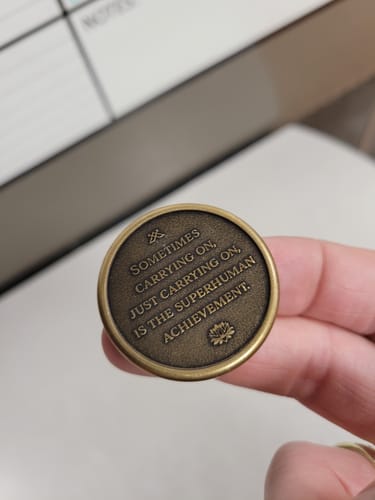 NOTES:
SOMETIMES
CARRYING ON,
JUST CARRYING ON,
IS THE SUPERHUMAN
ACHIEVEMENT.